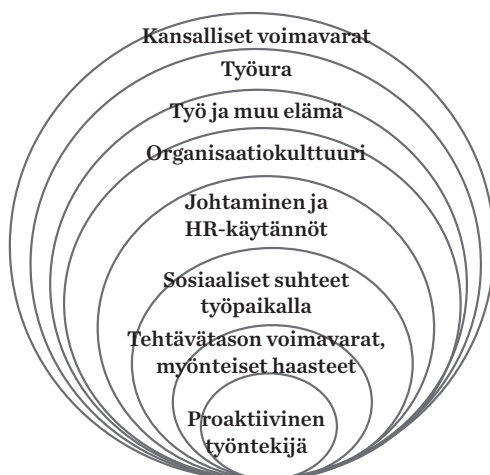 Kansalliset voimavarat
Työura
Työ ja muu elämä
Organisaatiokulttuuri
Johtaminen ja
HR-käytännöt
Sosiaaliset suhteet
työpaikalla
Tehtävätason voimavarat,
myönteiset haasteet
Proaktiivinen
työntekijä